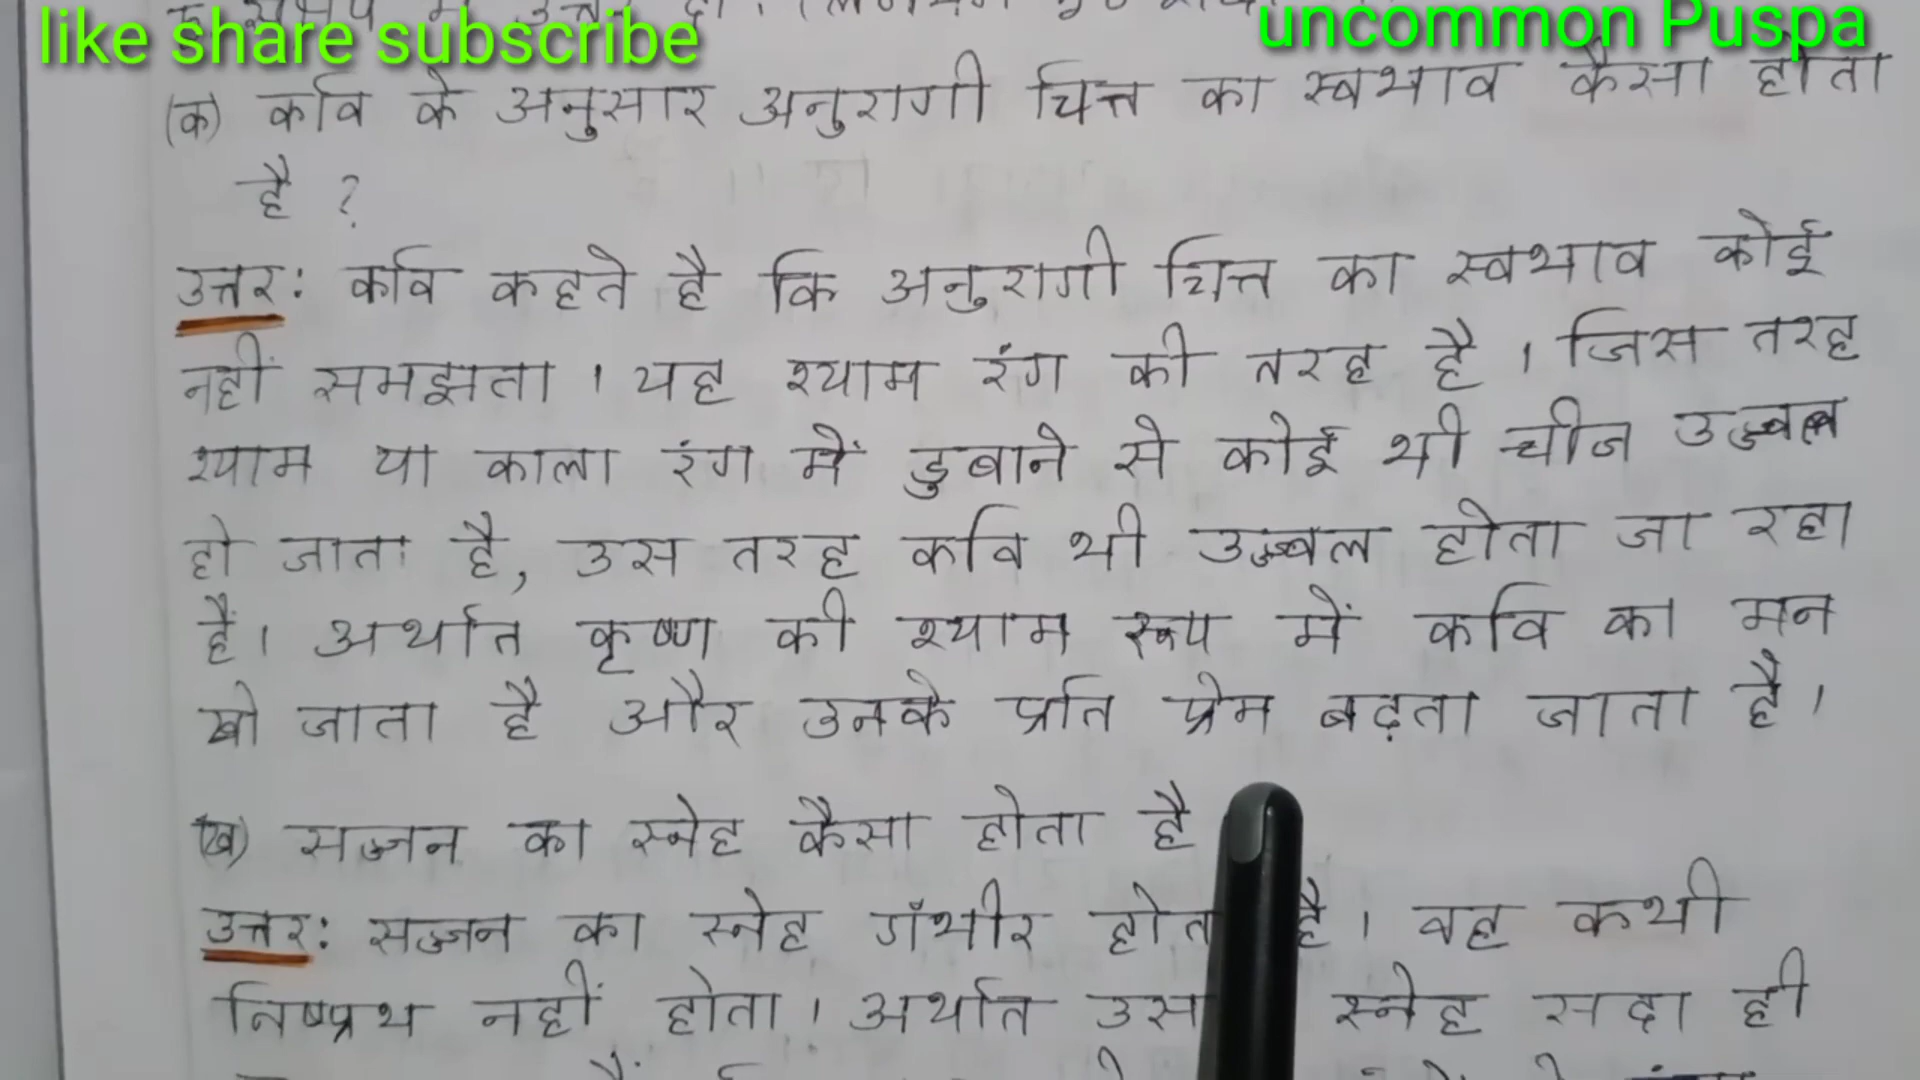 like share subscribe
uncommon Puspa
(क) कवि के अनुसार अनुरागी चित्त का स्वभाव कैसा होता
है ?
उत्तर: कवि कहते है कि अनुरागी चित्त का स्वभाव कोई
नहीं समझता । यह श्याम रंग की तरह है । जिस तरह
श्याम या काला रंग में डुबाने से कोई भी चीज उज्ज्वल
हो जाता है, उस तरह कवि भी उज्ज्वल होता जा रहा
हैं। अर्थात कृष्ण की श्याम रूप में कवि का मन
खो जाता है और उनके प्रति प्रेम बढ़ता जाता है।
(ख) सज्जन का स्नेह कैसा होता है
उत्तर: सज्जन का स्नेह गँभीर होत है। वह कभी
निष्प्रभ नहीं होता। अर्थात उस स्नेह सदा ही